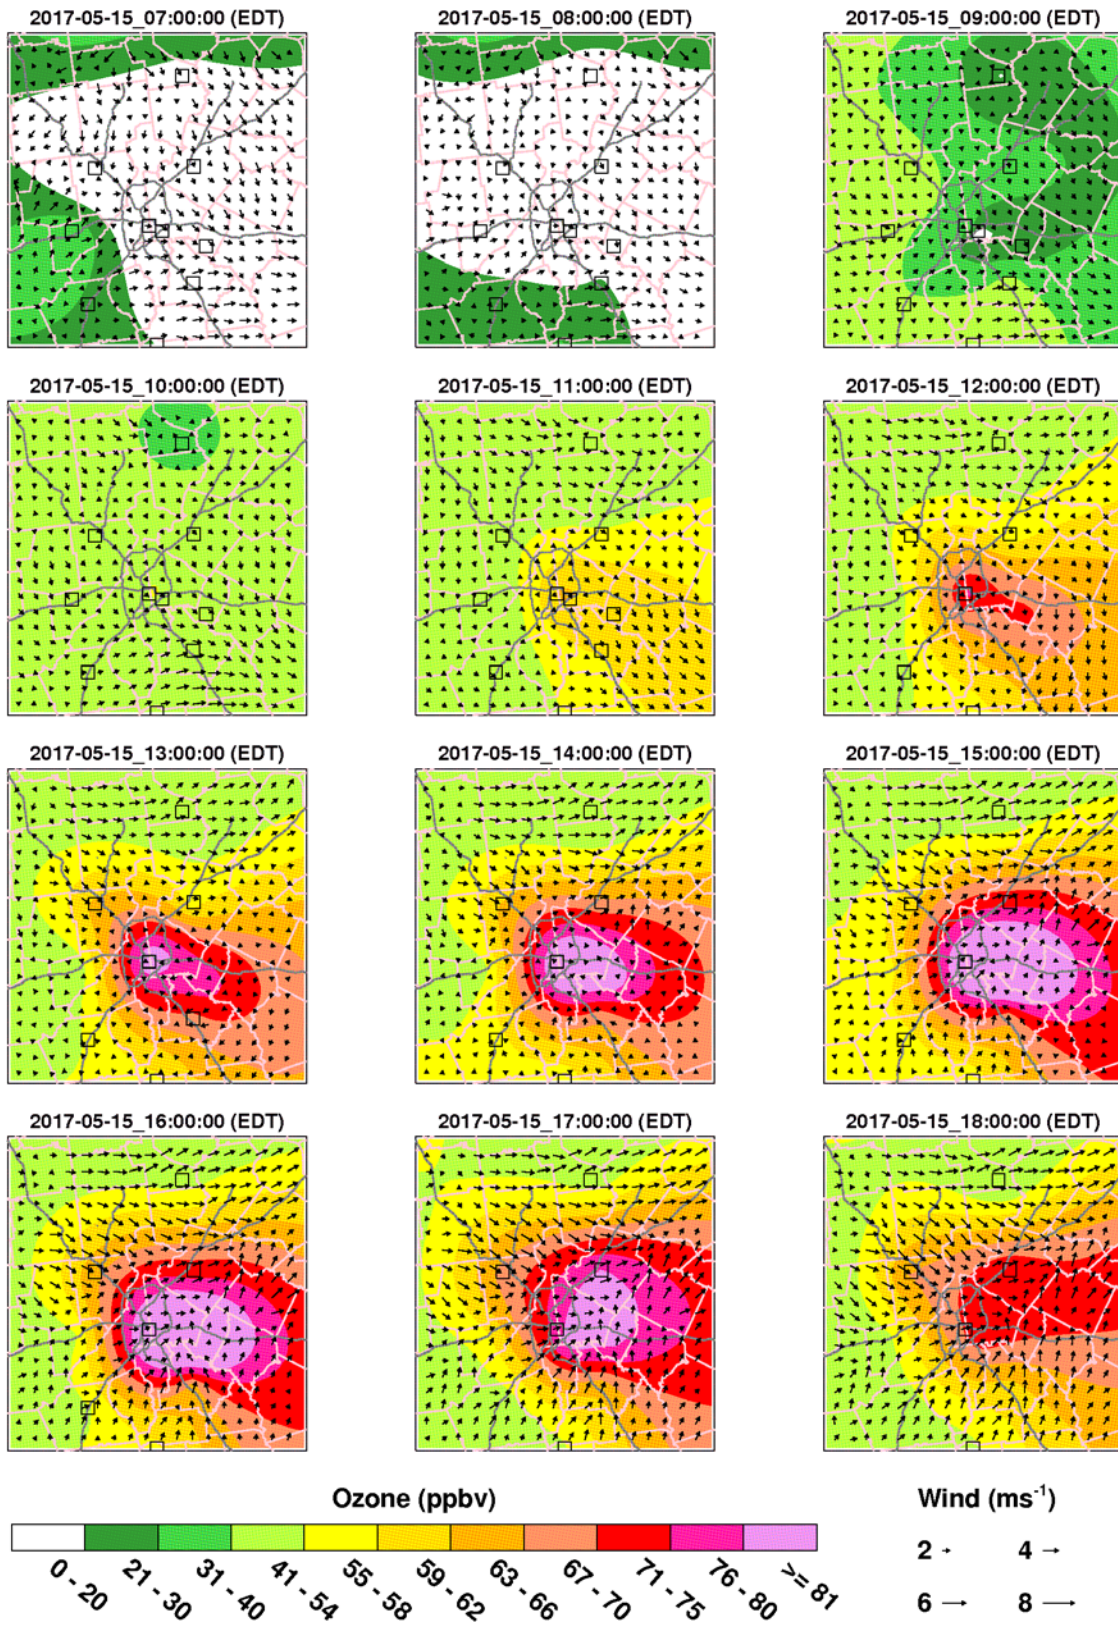 2017-05-15_07:00:00 (EDT)
2017-05-15_08:00:00 (EDT)
2017-05-15_09:00:00 (EDT)
2017-05-15_10:00:00 (EDT)
2017-05-15_11:00:00 (EDT)
2017-05-15_12:00:00 (EDT)
2017-05-15_13:00:00 (EDT)
2017-05-15_14:00:00 (EDT)
2017-05-15_15:00:00 (EDT)
2017-05-15_16:00:00 (EDT)
2017-05-15_17:00:00 (EDT)
2017-05-15_18:00:00 (EDT)
Ozone (ppbv)
0 - 20
21 - 30
31 - 40
41 - 54
55 - 58
59 - 62
63 - 66
67 - 70
71 - 75
76 - 80
>= 81
Wind (ms⁻¹)
2 4
6 8